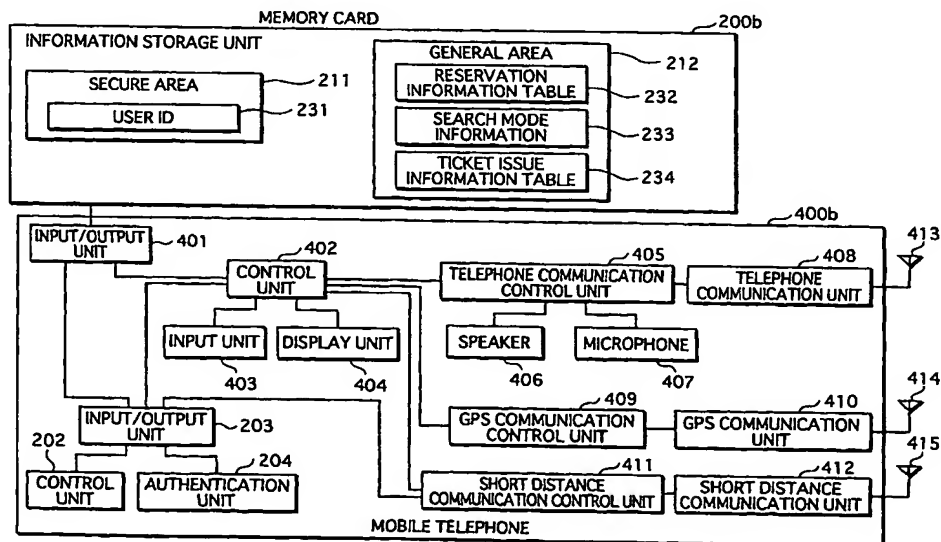 MEMORY CARD
200b
INFORMATION STORAGE UNIT
SECURE AREA
211
USER ID
231
GENERAL AREA
212
RESERVATION
INFORMATION TABLE
232
SEARCH MODE
INFORMATION
233
TICKET ISSUE
INFORMATION TABLE
234
400b
INPUT/OUTPUT
UNIT
401
CONTROL
UNIT
402
TELEPHONE COMMUNICATION
CONTROL UNIT
405
TELEPHONE
COMMUNICATION UNIT
408
413
INPUT UNIT
403
DISPLAY UNIT
404
SPEAKER
406
MICROPHONE
407
INPUT/OUTPUT
UNIT
203
GPS COMMUNICATION
CONTROL UNIT
409
GPS COMMUNICATION
UNIT
410
414
202
CONTROL
UNIT
204
AUTHENTICATION
UNIT
411
SHORT DISTANCE
COMMUNICATION CONTROL UNIT
412
SHORT DISTANCE
COMMUNICATION UNIT
415
MOBILE TELEPHONE